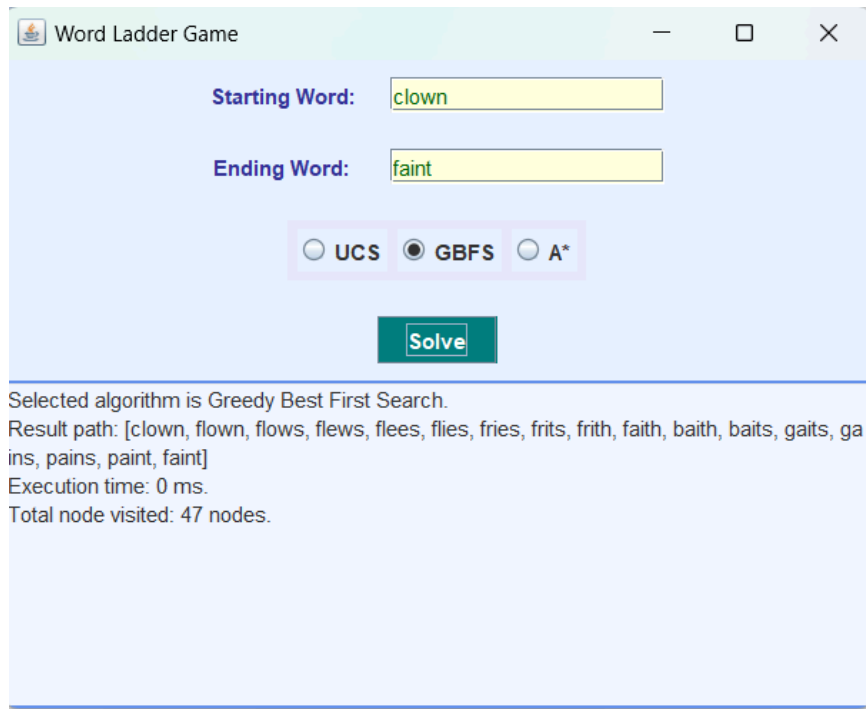 Word Ladder Game
Starting Word: clown
Ending Word: faint
UCS GBFS A*
Solve
Selected algorithm is Greedy Best First Search.
Result path: [clown, flown, flows, flews, flees, flies, fries, frits, frith, faith, baith, baits, gaits, ga
ins, pains, paint, faint]
Execution time: 0 ms.
Total node visited: 47 nodes.